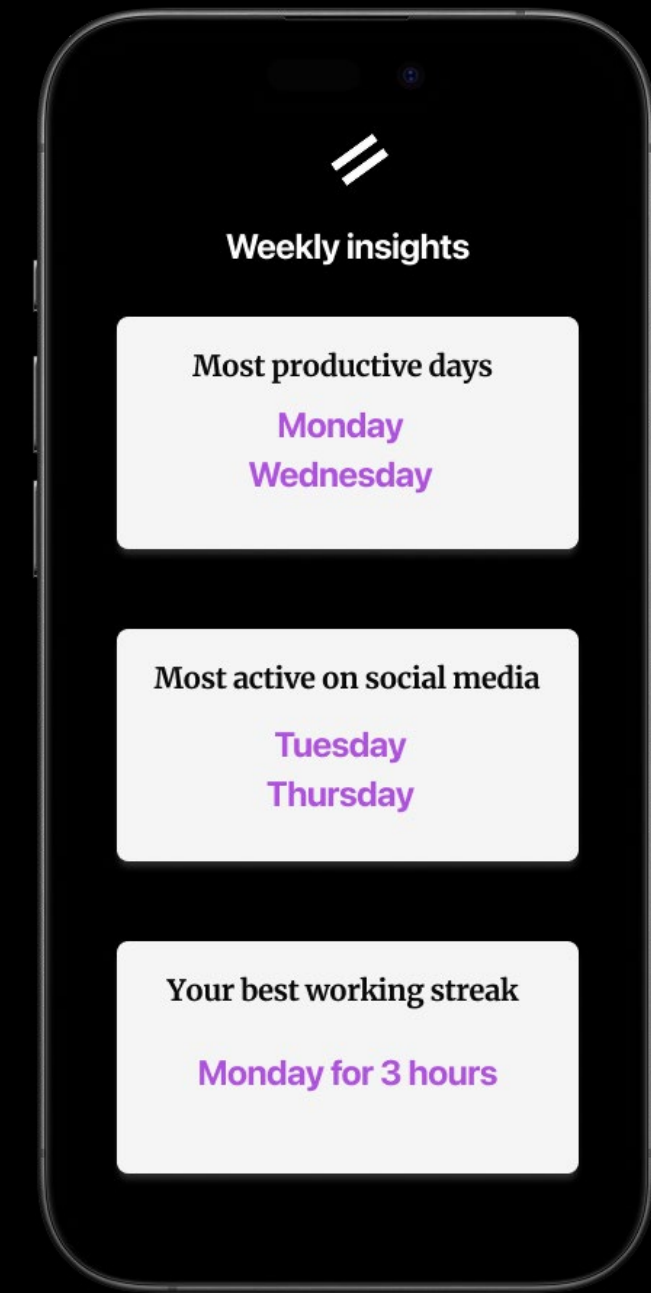 Weekly insights
Most productive days
Monday
Wednesday
Most active on social media
Tuesday
Thursday
Your best working streak
Monday for 3 hours